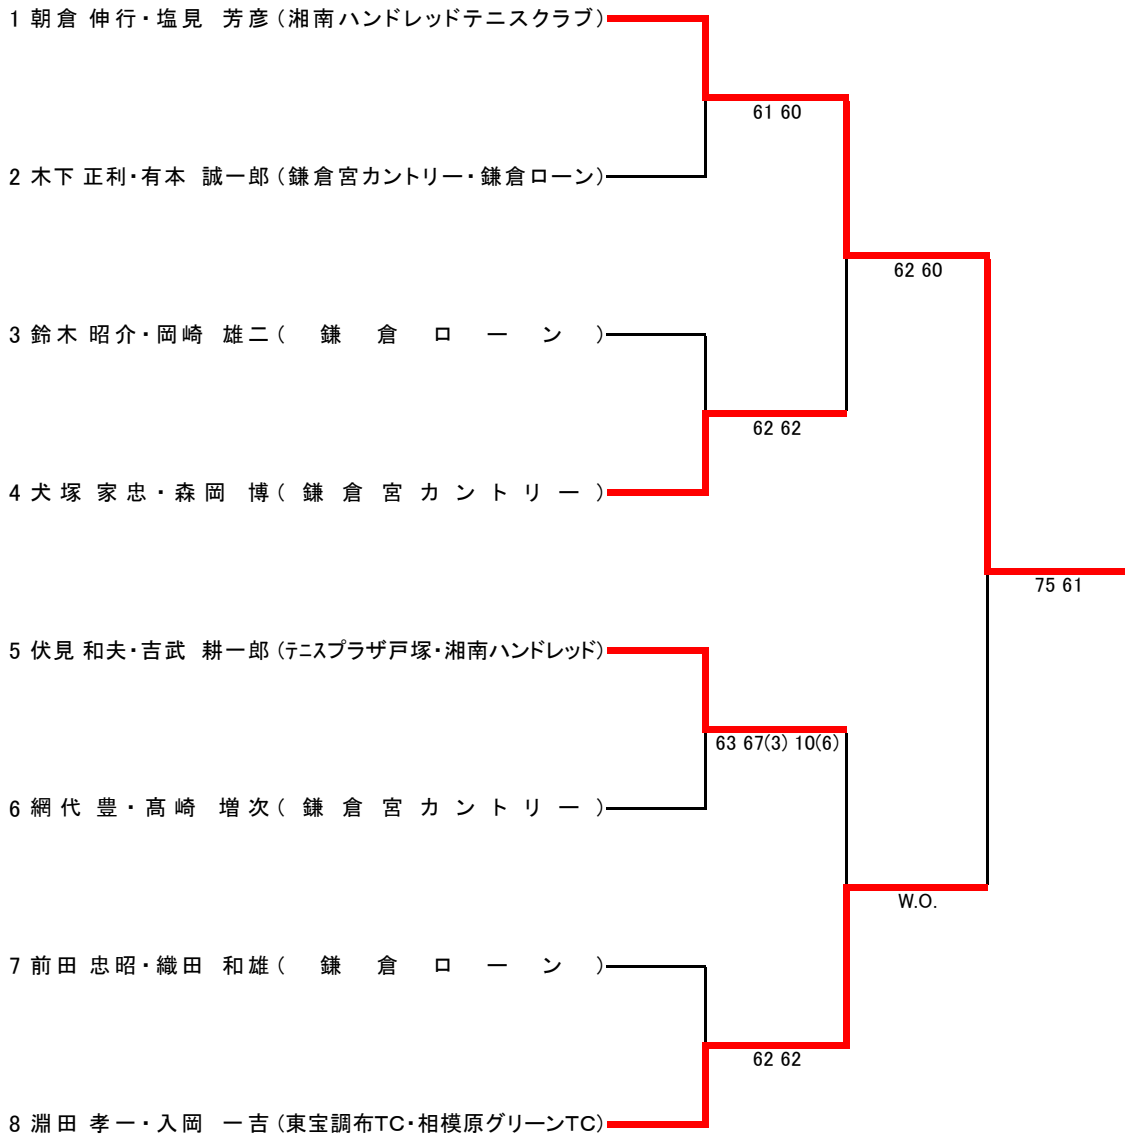 1 朝倉 伸行・塩見 芳彦 (湘南ハンドレッドテニスクラブ)
61 60
2 木下 正利・有本 誠一郎 (鎌倉宮カントリー・鎌倉ローン)
62 60
3 鈴木 昭介・岡崎 雄二 ( 鎌倉ローン )
62 62
4 犬塚 家忠・森岡 博 ( 鎌倉宮カントリー )
75 61
5 伏見 和夫・吉武 耕一郎 (テニスプラザ戸塚・湘南ハンドレッド)
63 67(3) 10(6)
6 網代 豊・髙崎 増次 ( 鎌倉宮カントリー )
W.O.
7 前田 忠昭・織田 和雄 ( 鎌倉ローン )
62 62
8 淵田 孝一・入岡 一吉 (東宝調布TC・相模原グリーンTC)